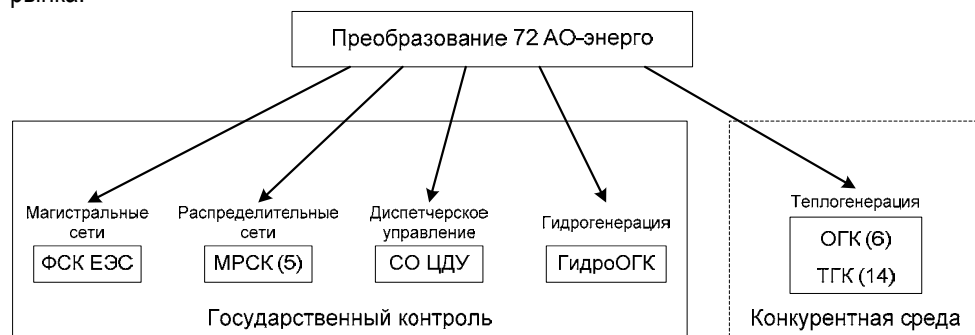 рынка.
Преобразование 72 АО-энерго
Магистральные
сети
ФСК ЕЭС
Распределительные
сети
МРСК (5)
Диспетчерское
управление
СО ЦДУ
Гидрогенерация
ГидроОГК
Теплогенерация
ОГК (6)
ТГК (14)
Государственный контроль
Конкурентная среда